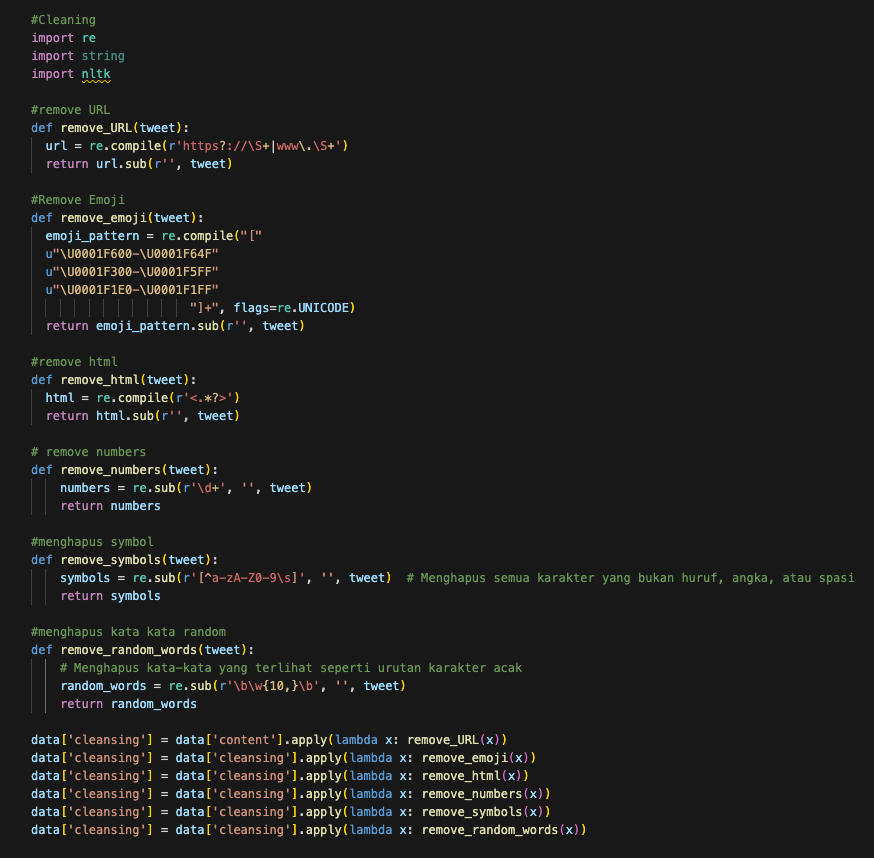 #Cleaning
import re
import string
import nltk
#remove URL
def remove_URL(tweet):
url = re.compile(r'https?://\S+|www\.\S+')
return url.sub(r'', tweet)
#Remove Emoji
def remove_emoji(tweet):
emoji_pattern = re.compile("["
u"\U0001F600-\U0001F64F"
u"\U0001F300-\U0001F5FF"
u"\U0001F1E0-\U0001F1FF"
"]+", flags=re.UNICODE)
return emoji_pattern.sub(r'', tweet)
#remove html
def remove_html(tweet):
html = re.compile(r'<.*?>')
return html.sub(r'', tweet)
# remove numbers
def remove_numbers(tweet):
numbers = re.sub(r'\d+', '', tweet)
return numbers
#menghapus symbol
def remove_symbols(tweet):
symbols = re.sub(r'[^a-zA-Z0-9\s]', '', tweet)  # Menghapus semua karakter yang bukan huruf, angka, atau spasi
return symbols
#menghapus kata kata random
def remove_random_words(tweet):
# Menghapus kata-kata yang terlihat seperti urutan karakter acak
random_words = re.sub(r'\b\w{10,}\b', '', tweet)
return random_words
data['cleansing'] = data['content'].apply(lambda x: remove_URL(x))
data['cleansing'] = data['cleansing'].apply(lambda x: remove_emoji(x))
data['cleansing'] = data['cleansing'].apply(lambda x: remove_html(x))
data['cleansing'] = data['cleansing'].apply(lambda x: remove_numbers(x))
data['cleansing'] = data['cleansing'].apply(lambda x: remove_symbols(x))
data['cleansing'] = data['cleansing'].apply(lambda x: remove_random_words(x))